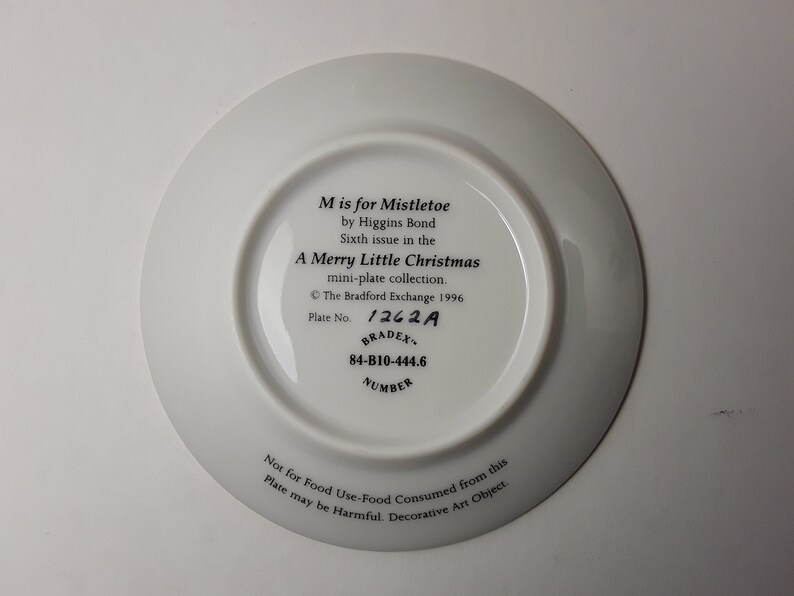 M is for Mistletoe
by Higgins Bond
Sixth issue in the
A Merry Little Christmas
mini-plate collection.
© The Bradford Exchange 1996
Plate No. 1262A
BRADEX™
84-B10-444.6
NUMBER
Not for Food Use-Food Consumed from this
Plate may be Harmful. Decorative Art Object.